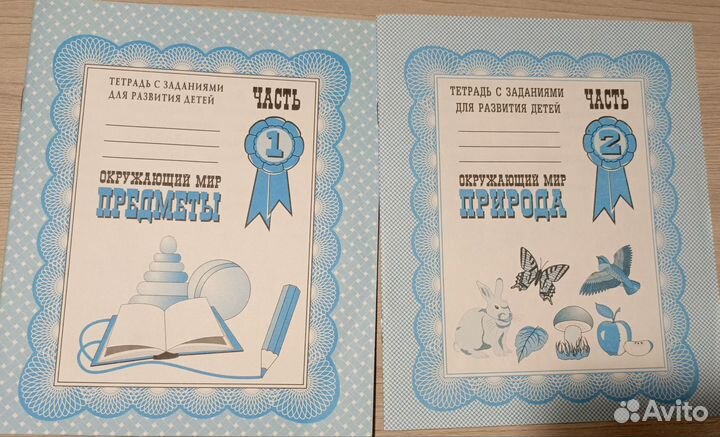 ТЕТРАДЬ С ЗАДАНИЯМИ
ДЛЯ РАЗВИТИЯ ДЕТЕЙ
ЧАСТЬ
1
ОКРУЖАЮЩИЙ МИР
ПРЕДМЕТЫ
ТЕТРАДЬ С ЗАДАНИЯМИ
ДЛЯ РАЗВИТИЯ ДЕТЕЙ
ЧАСТЬ
2
ОКРУЖАЮЩИЙ МИР
ПРИРОДА
Avito